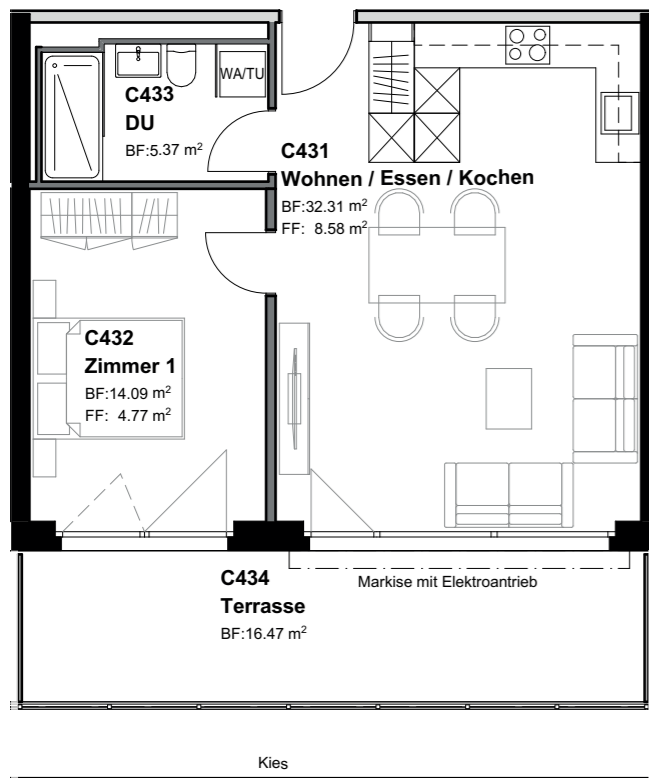 WA/TU
C433
DU
BF:5.37 m²
C431
Wohnen / Essen / Kochen
BF:32.31 m²
FF: 8.58 m²
C432
Zimmer 1
BF:14.09 m²
FF: 4.77 m²
C434
Terrasse
BF:16.47 m²
Markise mit Elektroantrieb
Kies